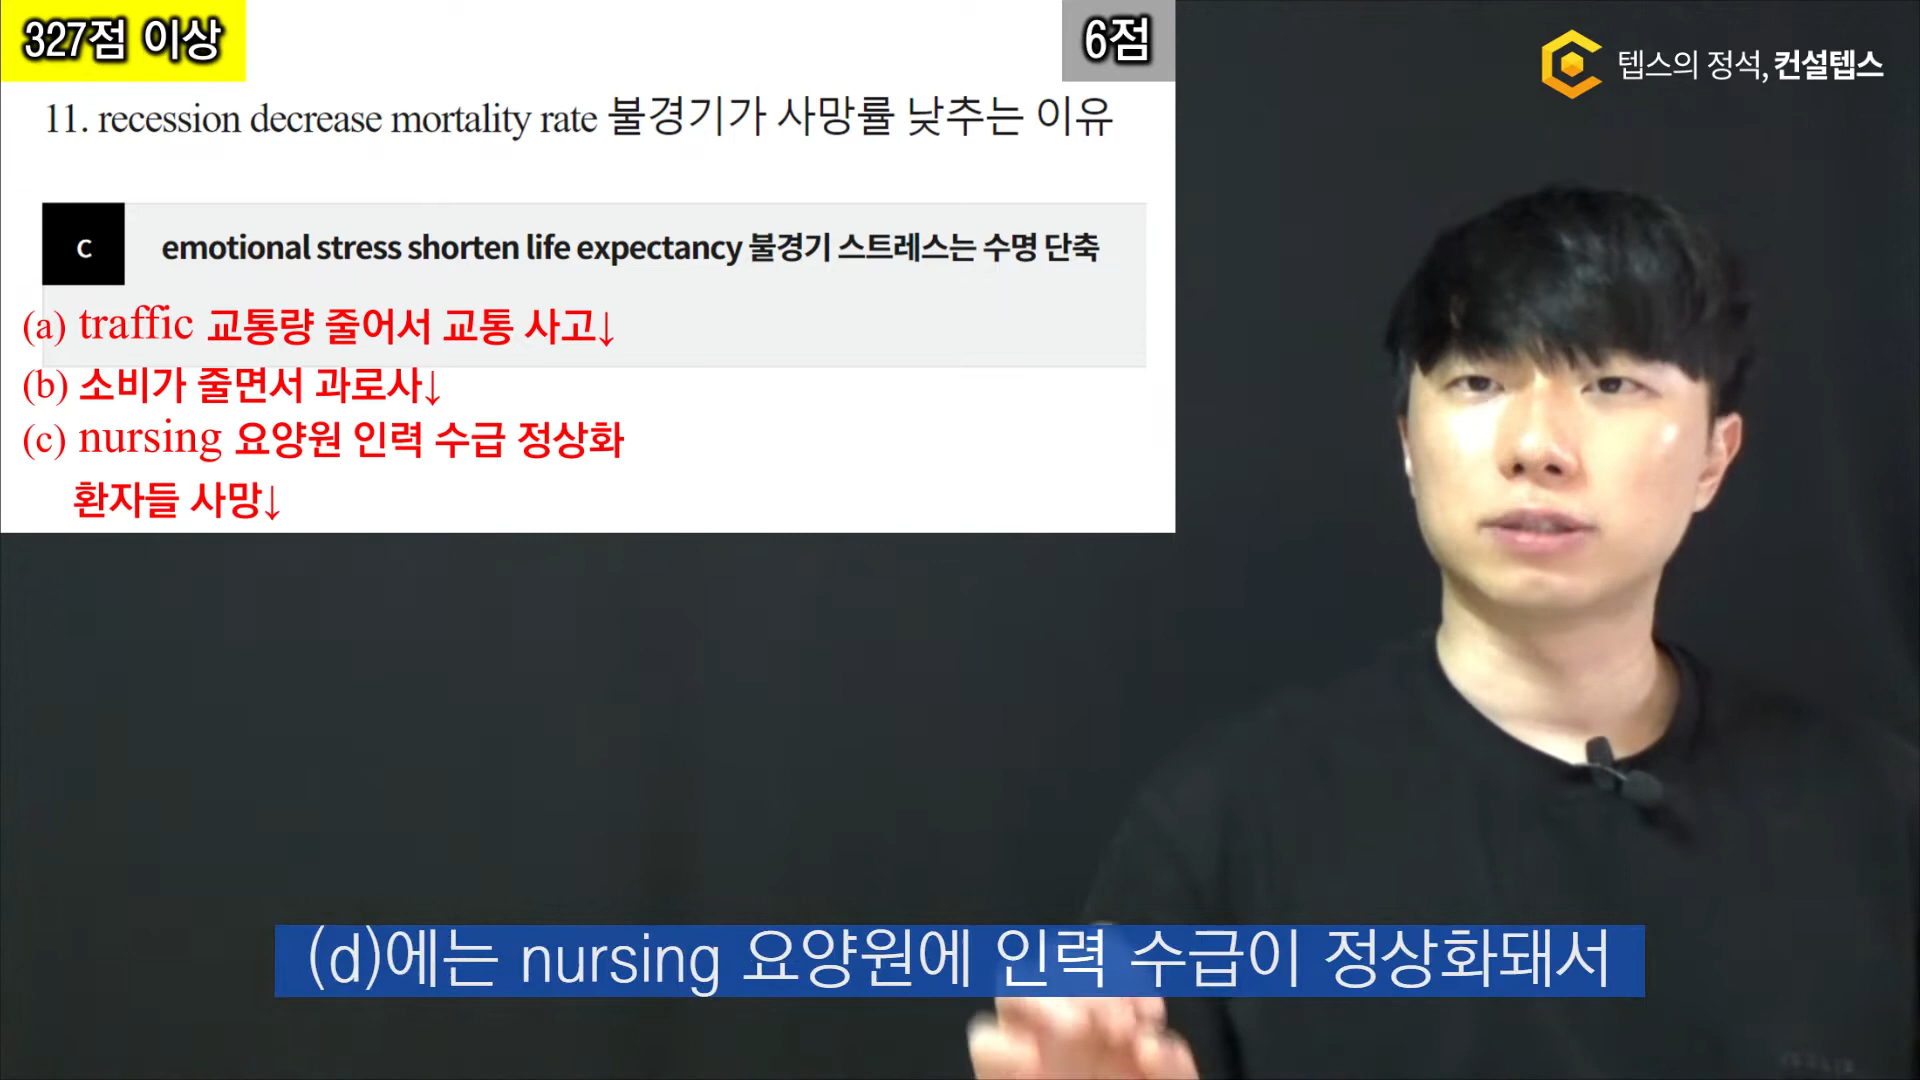 327점 이상
6점
텝스의 정석, 컨설텝스
11. recession decrease mortality rate 불경기가 사망률 낮추는 이유
C
emotional stress shorten life expectancy 불경기 스트레스는 수명 단축
(a) traffic 교통량 줄어서 교통 사고↓
(b) 소비가 줄면서 과로사↓
(c) nursing 요양원 인력 수급 정상화
환자들 사망↓
(d)에는 nursing 요양원에 인력 수급이 정상화돼서